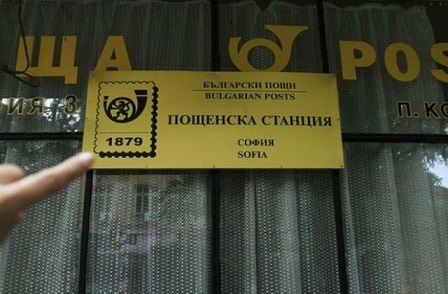 ЩА POS
ИЯ 3 П. КО
БЪЛГАРСКИ ПОЩИ
BULGARIAN POSTS
ПОЩЕНСКА СТАНЦИЯ
СОФИЯ
SOFIA
1879